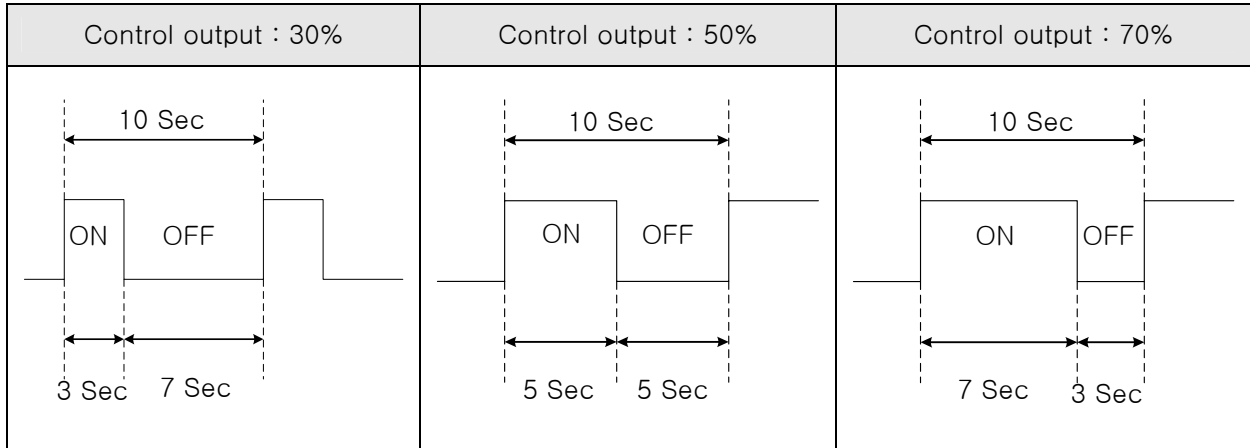 Control output : 30%
10 Sec
ON OFF
3 Sec 7 Sec
Control output : 50%
10 Sec
ON OFF
5 Sec 5 Sec
Control output : 70%
10 Sec
ON OFF
7 Sec 3 Sec